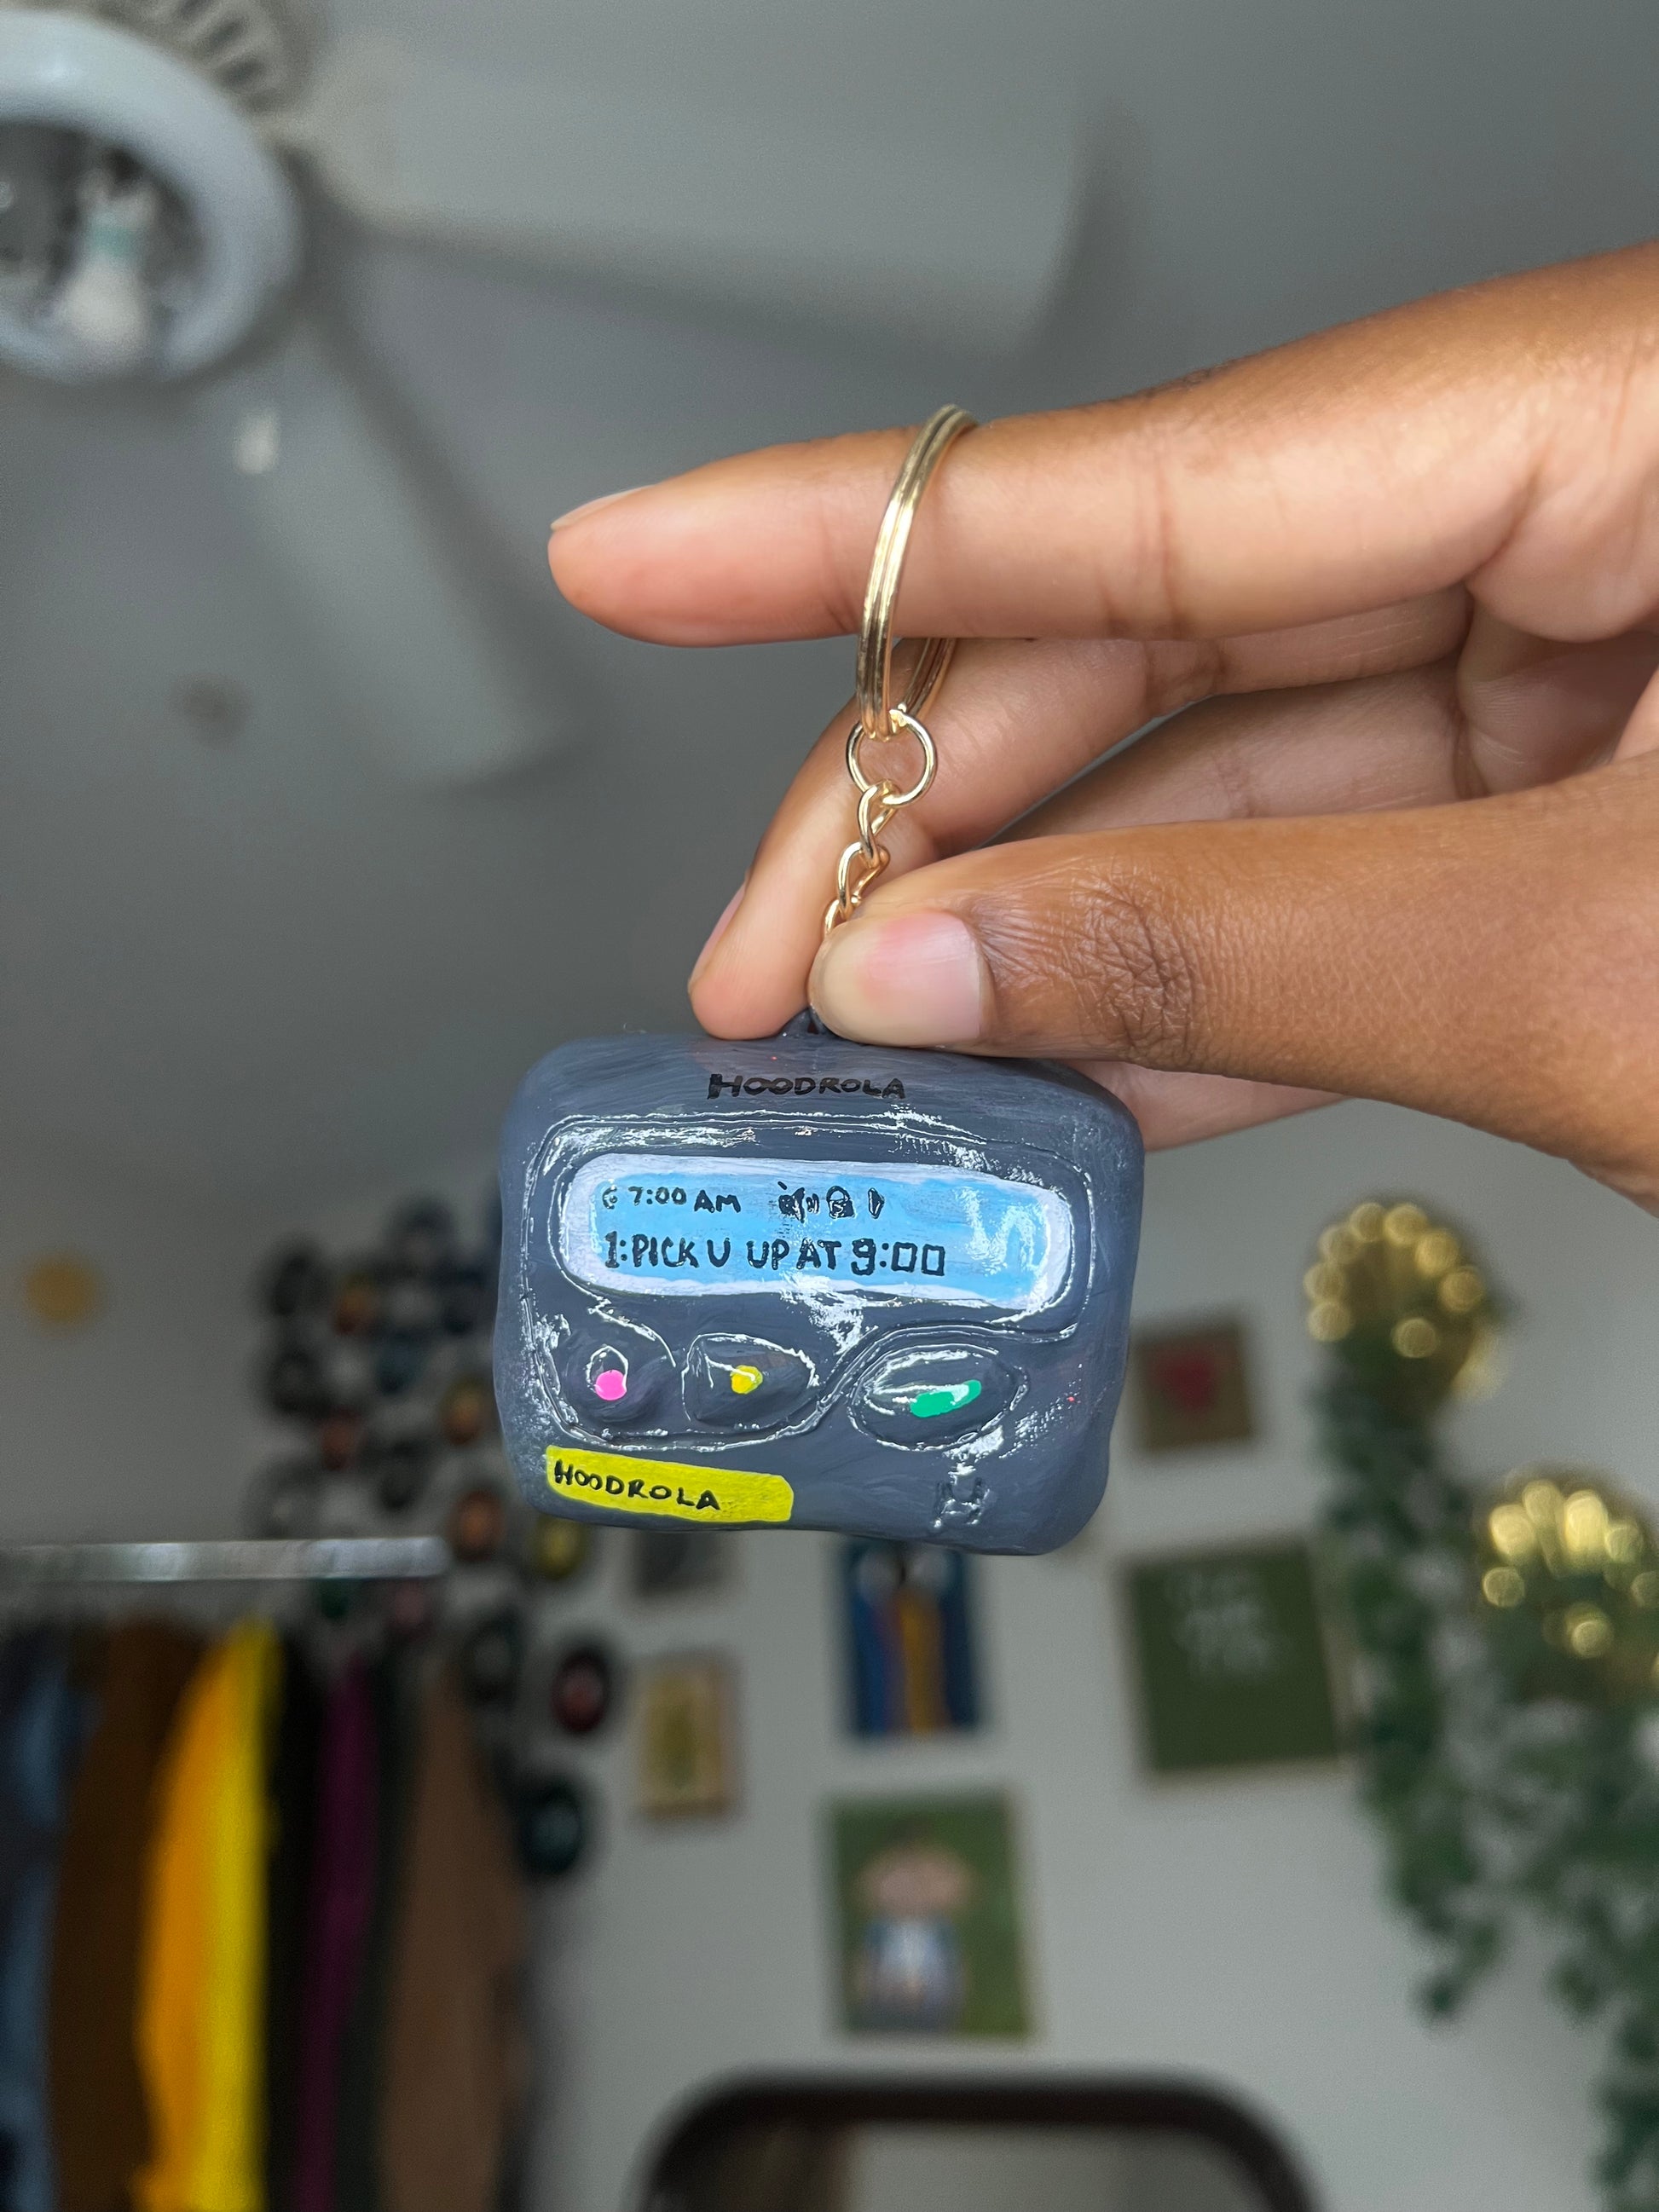 HOODROLA
7:00 AM
1:PICK U UP AT 9:00
HOODROLA